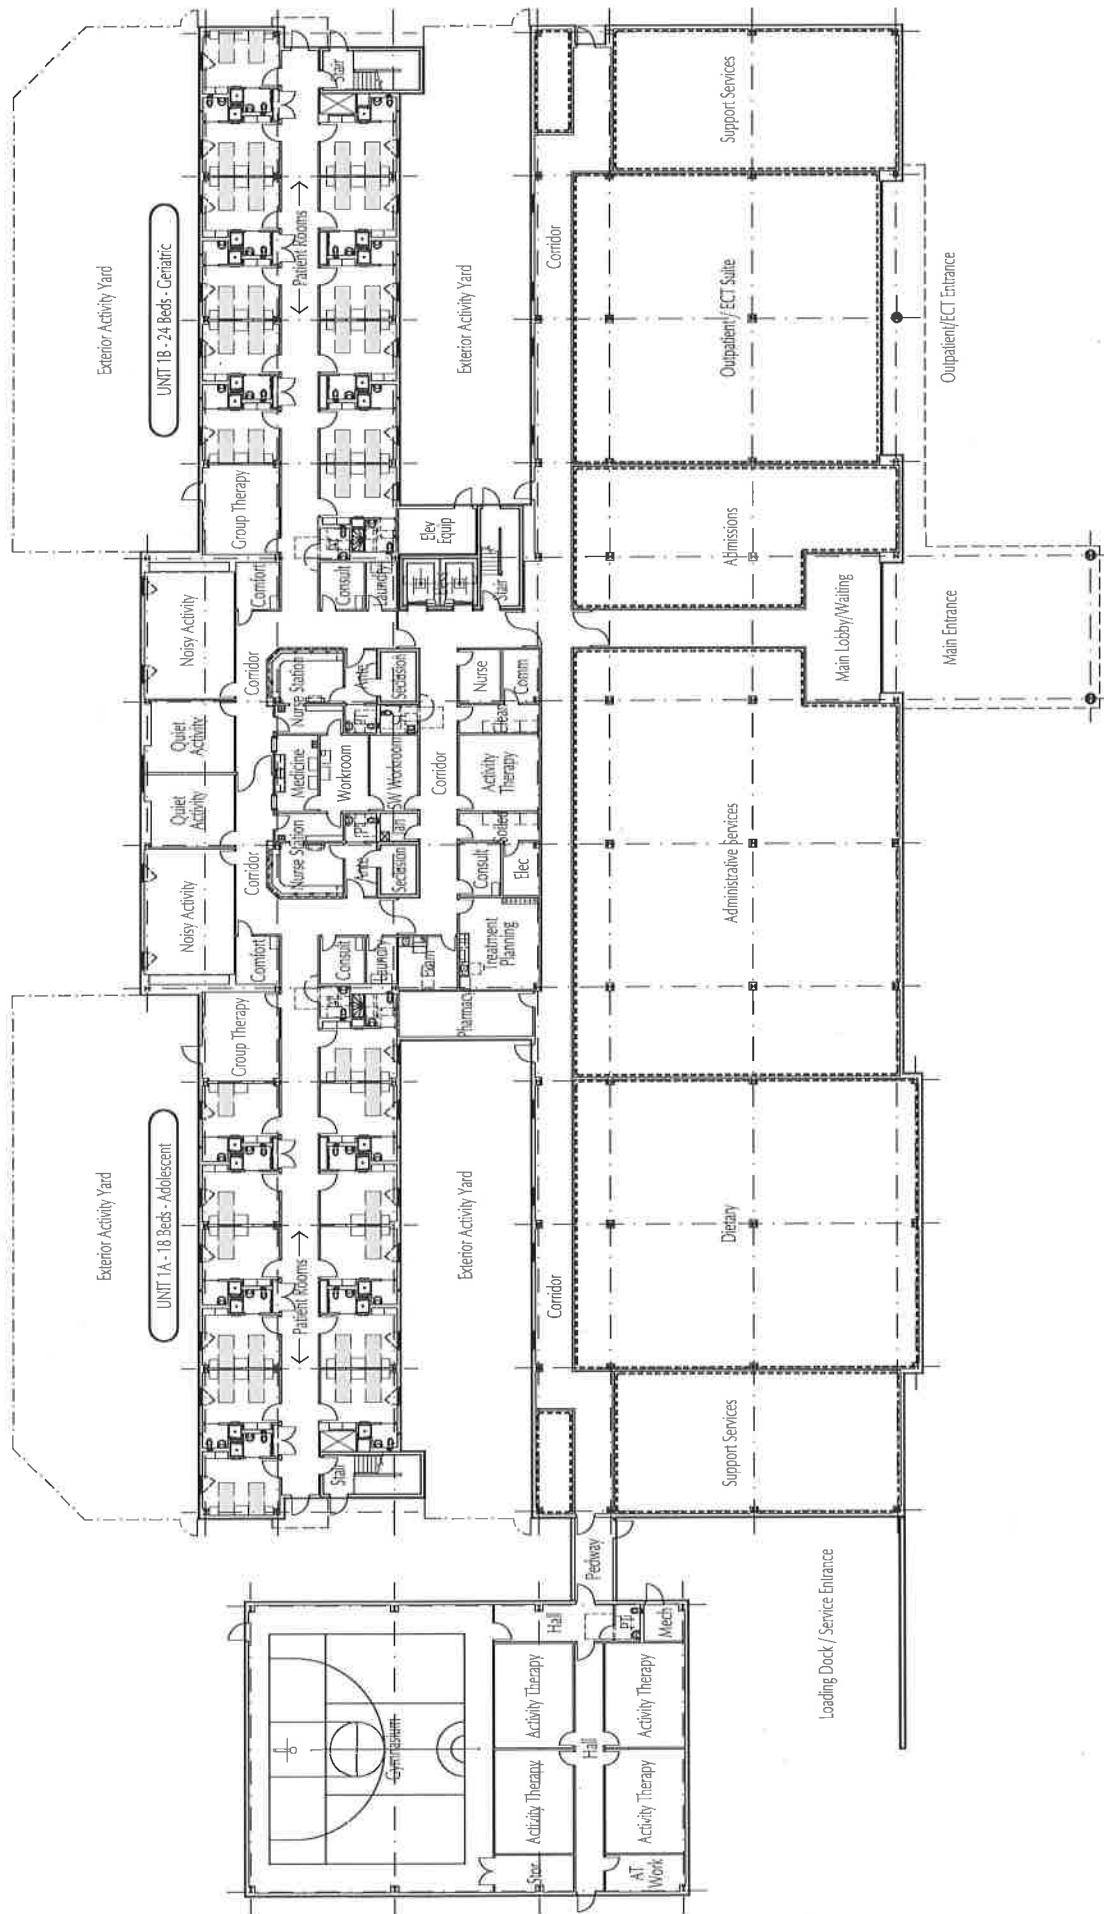 Exterior Activity Yard
Exterior Activity Yard
UNIT 1A - 18 Beds - Adolescent
UNIT 1B - 24 Beds - Geriatric
Noisy Activity
Quiet
Activity
Quiet
Activity
Noisy Activity
Group Therapy
Comfort
Corridor
Corridor
Comfort
Group Therapy
Stair
Patient Rooms
Consult
Laundry
Nurse Station
Medicine
Nurse Station
Consult
Laundry
Patient Rooms
Stair
PT.
Ante
PT.
Workroom
PT.
Ante
PT.
Seclusion
Jan
SW Workroom
Seclusion
Exam
Elev
Equip
Stair
Gymnasium
Exterior Activity Yard
Pharmacy
Treatment
Planning
Corridor
Exterior Activity Yard
Consult
Elec
Soiled
Activity
Therapy
Clean
Nurse
Comm
Stor
Activity Therapy
Activity Therapy
Hall
Corridor
Corridor
Hall
Pedway
AT
Work
Activity Therapy
Activity Therapy
PT.
Mech
Support Services
Dietary
Administrative Services
Admissions
Outpatient / ECT Suite
Support Services
Loading Dock / Service Entrance
Main Lobby/Waiting
Main Entrance
Outpatient/ECT Entrance